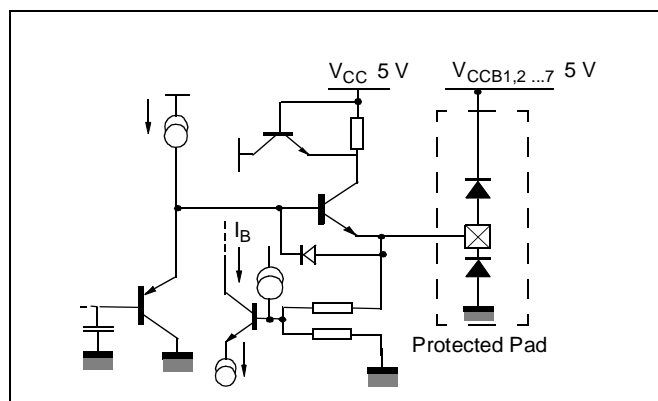 V_CC 5 V
V_CCB1,2 ...7 5 V
I_B
Protected Pad